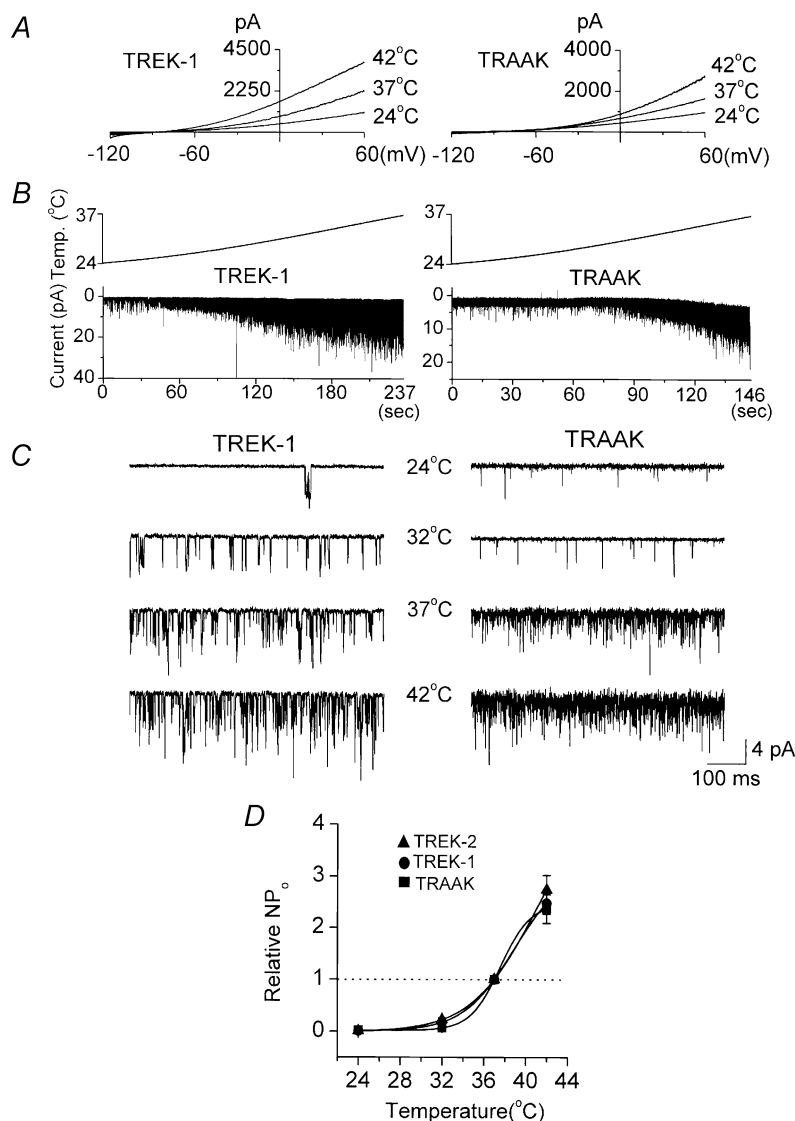 A
pA
pA
TREK-1
4500
2250
42°C
37°C
24°C
-120
-60
60(mV)
TRAAK
4000
2000
42°C
37°C
24°C
-120
-60
60(mV)
B
Temp. (°C)
37
24
37
24
TREK-1
TRAAK
Current (pA)
0
20
40
0
60
120
180
237
(sec)
0
10
20
0
30
60
90
120
146
(sec)
C
TREK-1
TRAAK
24°C
32°C
37°C
42°C
4 pA
100 ms
D
Relative NPo
4
3
2
1
0
TREK-2
TREK-1
TRAAK
24 28 32 36 40 44
Temperature(°C)